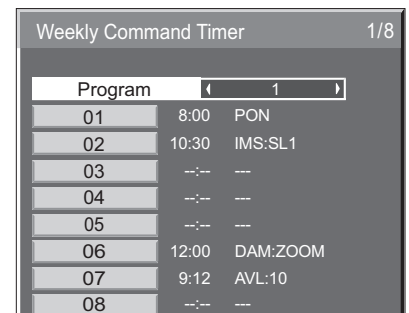 Weekly Command Timer 1/8
Program 1
01 8:00 PON
02 10:30 IMS:SL1
03 --:-- ---
04 --:-- ---
05 --:-- ---
06 12:00 DAM:ZOOM
07 9:12 AVL:10
08 --:-- ---